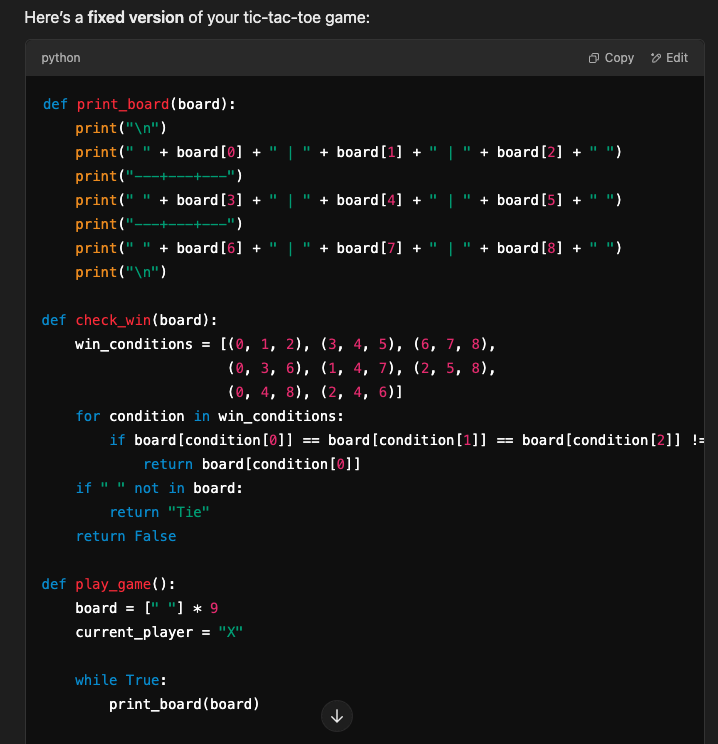 Here's a fixed version of your tic-tac-toe game:
python
Copy
Edit
def print_board(board):
    print("\n")
    print(" " + board[0] + " | " + board[1] + " | " + board[2] + " ")
    print("---+---+---")
    print(" " + board[3] + " | " + board[4] + " | " + board[5] + " ")
    print("---+---+---")
    print(" " + board[6] + " | " + board[7] + " | " + board[8] + " ")
    print("\n")
def check_win(board):
    win_conditions = [(0, 1, 2), (3, 4, 5), (6, 7, 8),
                      (0, 3, 6), (1, 4, 7), (2, 5, 8),
                      (0, 4, 8), (2, 4, 6)]
    for condition in win_conditions:
        if board[condition[0]] == board[condition[1]] == board[condition[2]] !=
            return board[condition[0]]
    if " " not in board:
        return "Tie"
    return False
def play_game():
    board = [" "] * 9
    current_player = "X"
    while True:
        print_board(board)